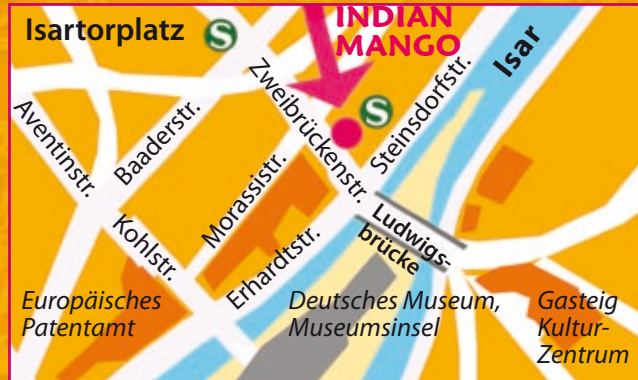 Isartorplatz
S
INDIAN
MANGO
Isar
Zweibrückenstr.
S
Steinsdorfstr.
Aventinstr.
Baaderstr.
Morassistr.
Kohlstr.
Erhardtstr.
Ludwigs-
brücke
Europäisches
Patentamt
Deutsches Museum,
Museumsinsel
Gasteig
Kultur-
Zentrum